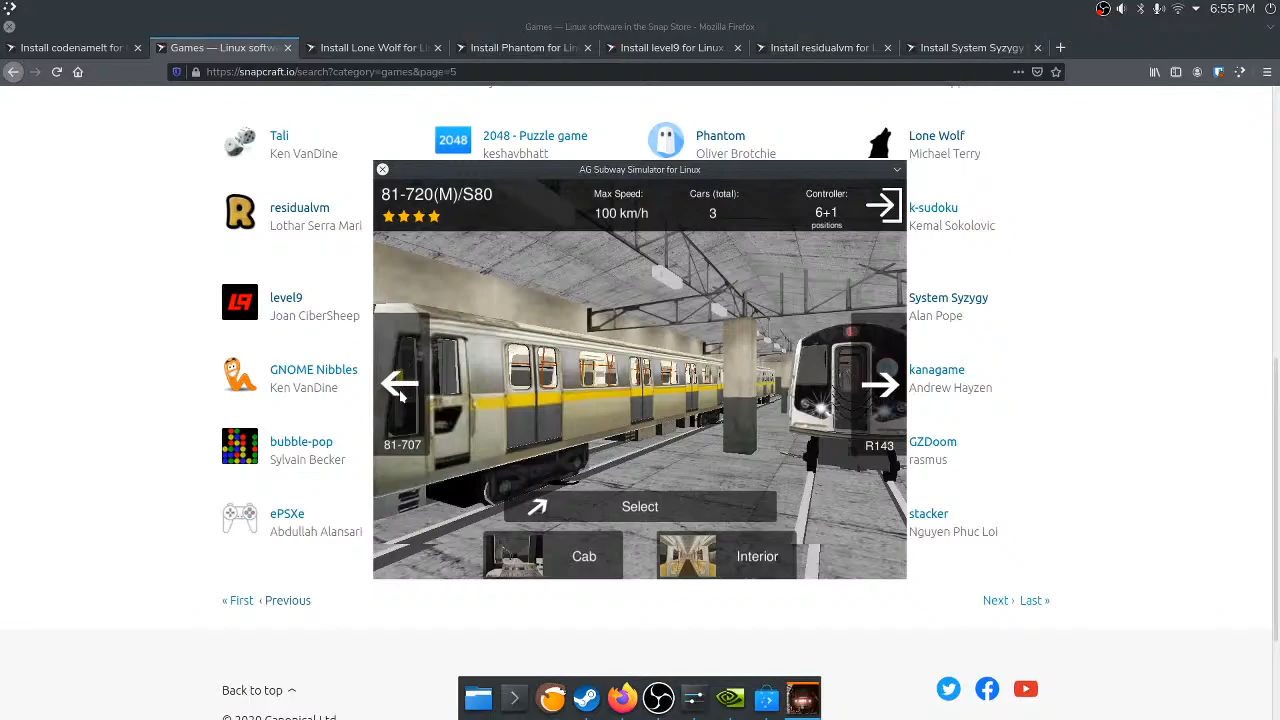 6:55 PM
Games — Linux software in the Snap Store - Mozilla Firefox
Install codenamelt for
Games — Linux softw
Install Lone Wolf for Li
Install Phantom for Lin
Install level9 for Linux
Install residualvm for L
Install System Syzygy
https://snapcraft.io/search?category=games&page=5
Tali
Ken VanDine
2048
2048 - Puzzle game
keshavbhatt
Phantom
Oliver Brotchie
Lone Wolf
Michael Terry
AG Subway Simulator for Linux
81-720(M)/S80
Max Speed:
100 km/h
Cars (total):
3
Controller:
6+1
positions
residualvm
Lothar Serra Mari
k-sudoku
Kemal Sokolovic
level9
Joan CiberSheep
System Syzygy
Alan Pope
GNOME Nibbles
Ken VanDine
kanagame
Andrew Hayzen
81-707
R143
bubble-pop
Sylvain Becker
GZDoom
rasmus
Select
ePSXe
Abdullah Alansari
stacker
Nguyen Phuc Loi
Cab
Interior
« First ‹ Previous
Next › Last »
Back to top
© 2020 Canonical Ltd